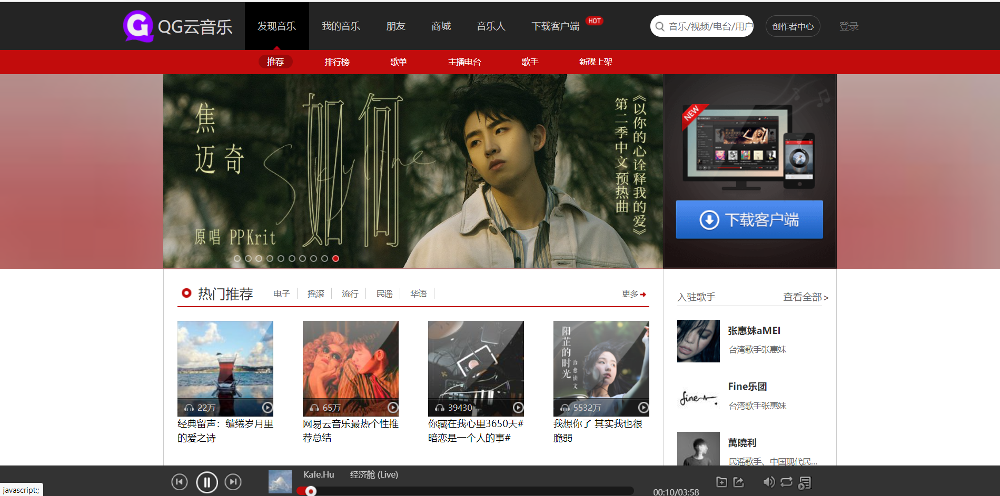 QG云音乐
发现音乐
我的音乐
朋友
商城
音乐人
下载客户端
HOT
音乐/视频/电台/用户
创作者中心
登录
推荐
排行榜
歌单
主播电台
歌手
新碟上架
焦
迈奇
如何
Skyline
原唱 PPKrit
《以你的心诠释我的爱》
第二季中文预热曲
NEW
下载客户端
热门推荐
电子
摇滚
流行
民谣
华语
更多
入驻歌手
查看全部 >
阳芷的时光
治愈读文
22万
65万
39430
5532万
经典留声：缱绻岁月里
的爱之诗
网易云音乐最热个性推
荐总结
你藏在我心里3650天#
暗恋是一个人的事#
我想你了 其实我也很
脆弱
张惠妹aMEI
台湾歌手张惠妹
fine
Fine乐团
台湾歌手张惠妹
萬曉利
民谣歌手、中国现代民...
Kafe.Hu
经济舱 (Live)
00:10/03:58
javascript:;